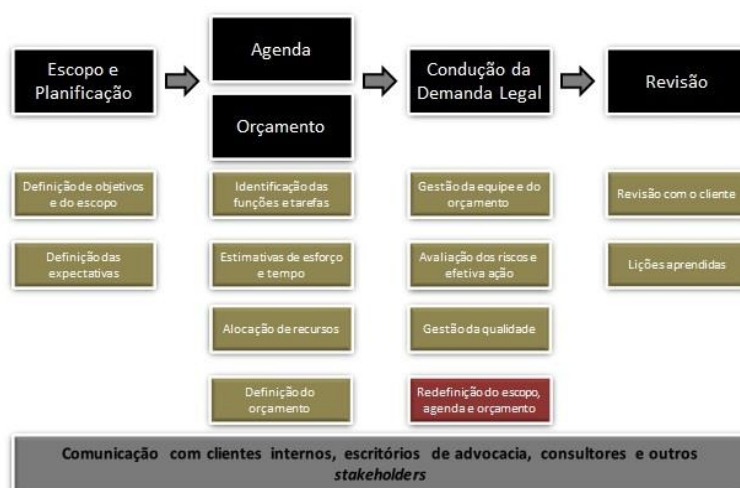 Escopo e
Planificação
Agenda
Orçamento
Condução da
Demanda Legal
Revisão
Definição de objetivos
e do escopo
Definição das
expectativas
Identificação das
funções e tarefas
Estimativas de esforço
e tempo
Alocação de recursos
Definição do
orçamento
Gestão da equipe e do
orçamento
Avaliação dos riscos e
efetiva ação
Gestão da qualidade
Redefinição do escopo,
agenda e orçamento
Revisão com o cliente
Lições aprendidas
Comunicação com clientes internos, escritórios de advocacia, consultores e outros
stakeholders